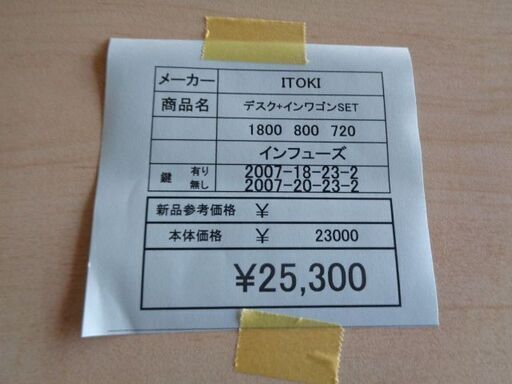 メーカー ITOKI
商品名 デスク+インワゴンSET
1800 800 720
インフューズ
鍵 有り 2007-18-23-2
無し 2007-20-23-2
新品参考価格 ¥
本体価格 ¥ 23000
¥25,300